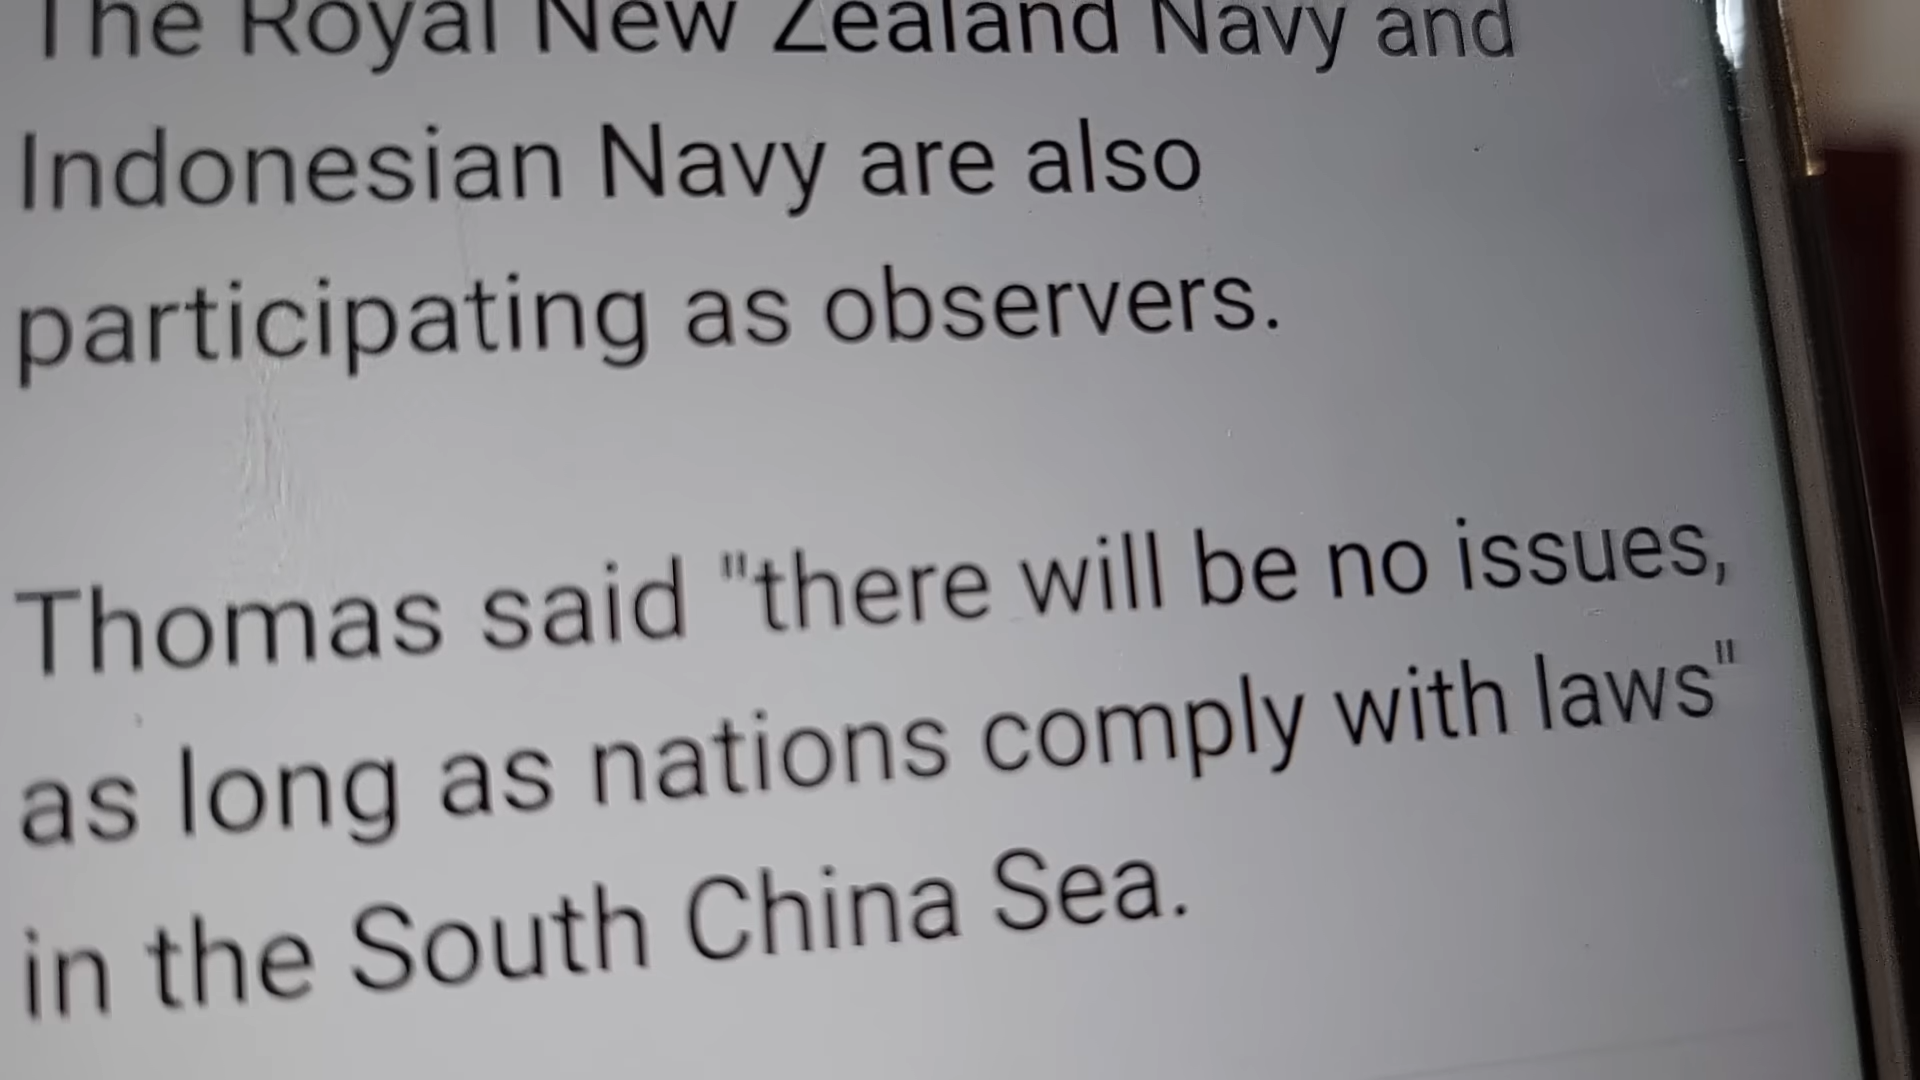 The Royal New Zealand Navy and
Indonesian Navy are also
participating as observers.
Thomas said "there will be no issues,
as long as nations comply with laws"
in the South China Sea.